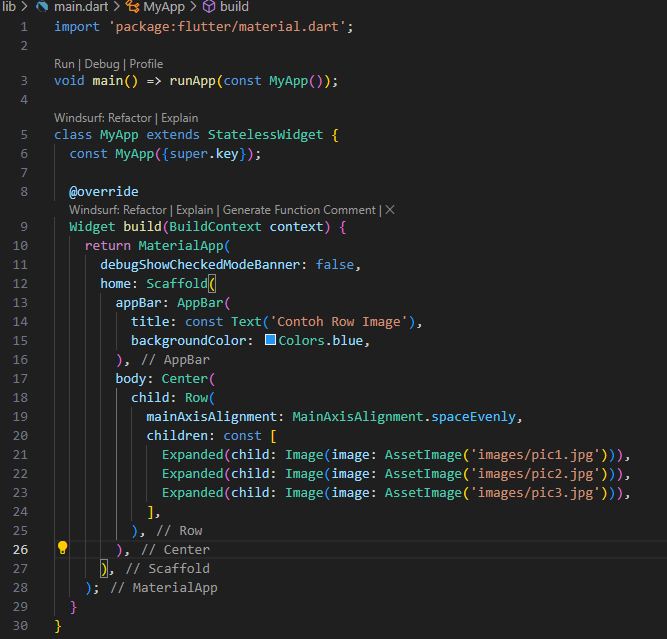 lib > main.dart > MyApp > build
1 import 'package:flutter/material.dart';
2
Run | Debug | Profile
3 void main() => runApp(const MyApp());
4
Windsurf: Refactor | Explain
5 class MyApp extends StatelessWidget {
6   const MyApp({super.key});
7
8   @override
Windsurf: Refactor | Explain | Generate Function Comment | ×
9   Widget build(BuildContext context) {
10     return MaterialApp(
11       debugShowCheckedModeBanner: false,
12       home: Scaffold(
13         appBar: AppBar(
14           title: const Text('Contoh Row Image'),
15           backgroundColor: Colors.blue,
16         ), // AppBar
17         body: Center(
18           child: Row(
19             mainAxisAlignment: MainAxisAlignment.spaceEvenly,
20             children: const [
21               Expanded(child: Image(image: AssetImage('images/pic1.jpg'))),
22               Expanded(child: Image(image: AssetImage('images/pic2.jpg'))),
23               Expanded(child: Image(image: AssetImage('images/pic3.jpg'))),
24             ],
25           ), // Row
26         ), // Center
27       ), // Scaffold
28     ); // MaterialApp
29   }
30 }